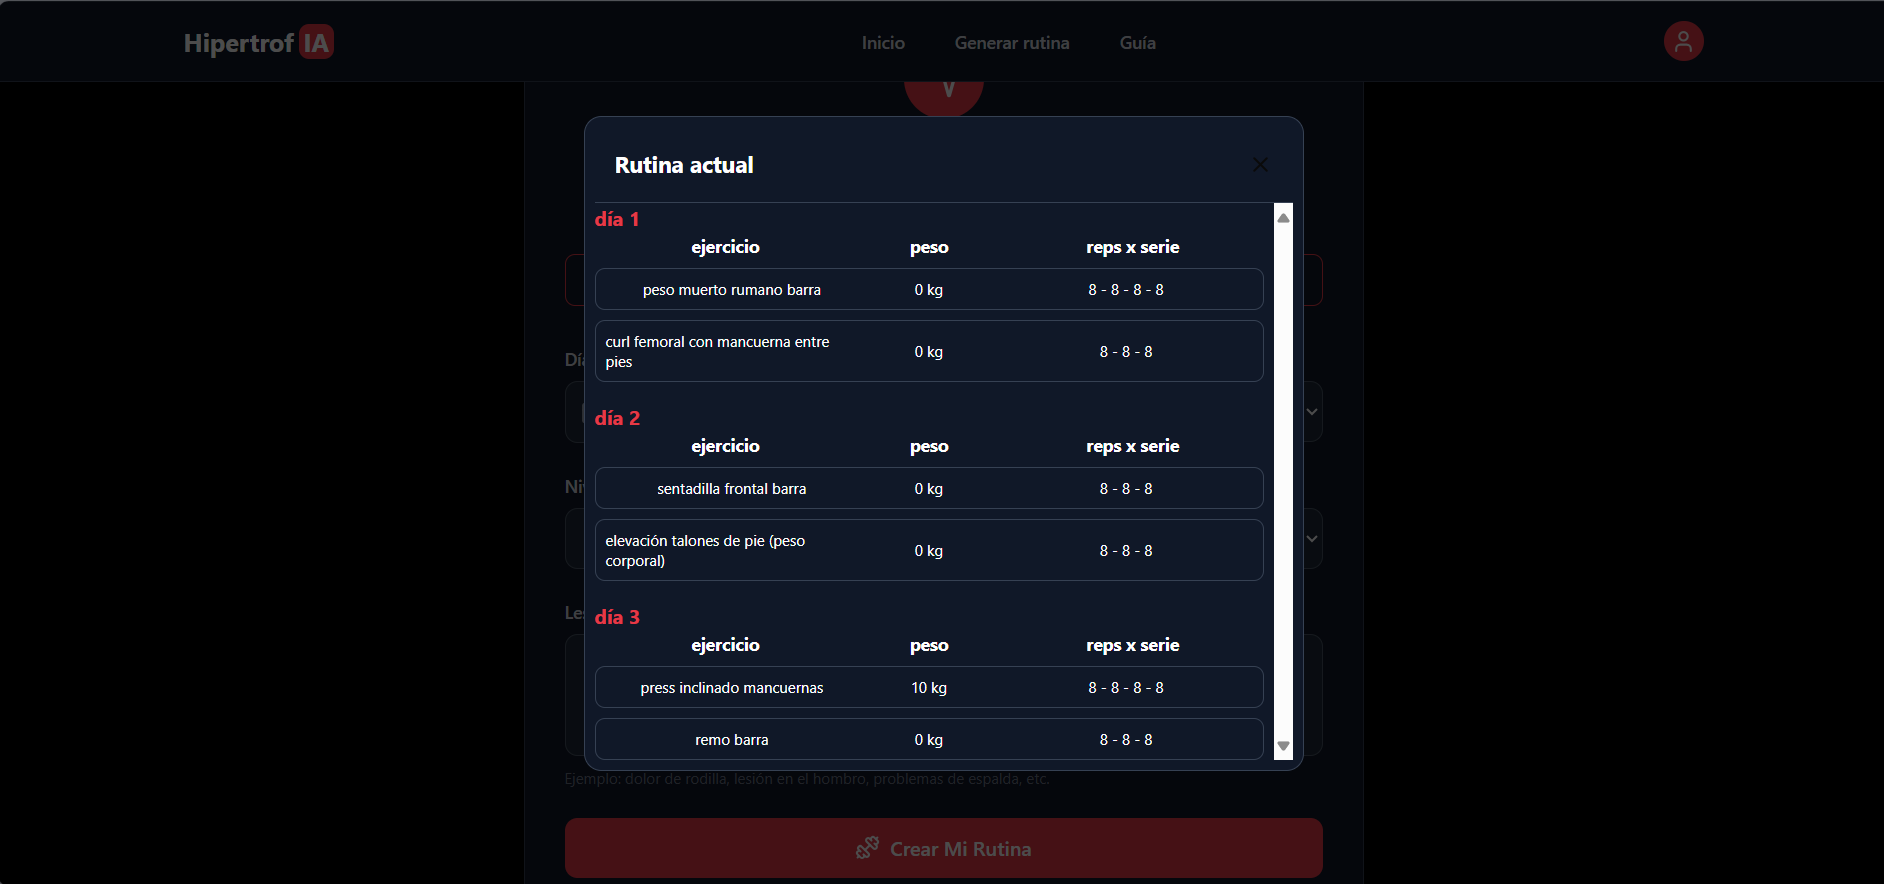 Hipertrof IA
Inicio
Generar rutina
Guía
Rutina actual
día 1
ejercicio peso reps x serie
peso muerto rumano barra 0 kg 8 - 8 - 8 - 8
curl femoral con mancuerna entre
pies
0 kg 8 - 8 - 8
día 2
ejercicio peso reps x serie
sentadilla frontal barra 0 kg 8 - 8 - 8
elevación talones de pie (peso
corporal)
0 kg 8 - 8 - 8
día 3
ejercicio peso reps x serie
press inclinado mancuernas 10 kg 8 - 8 - 8 - 8
remo barra 0 kg 8 - 8 - 8
Ejemplo: dolor de rodilla, lesión en el hombro, problemas de espalda, etc.
Crear Mi Rutina